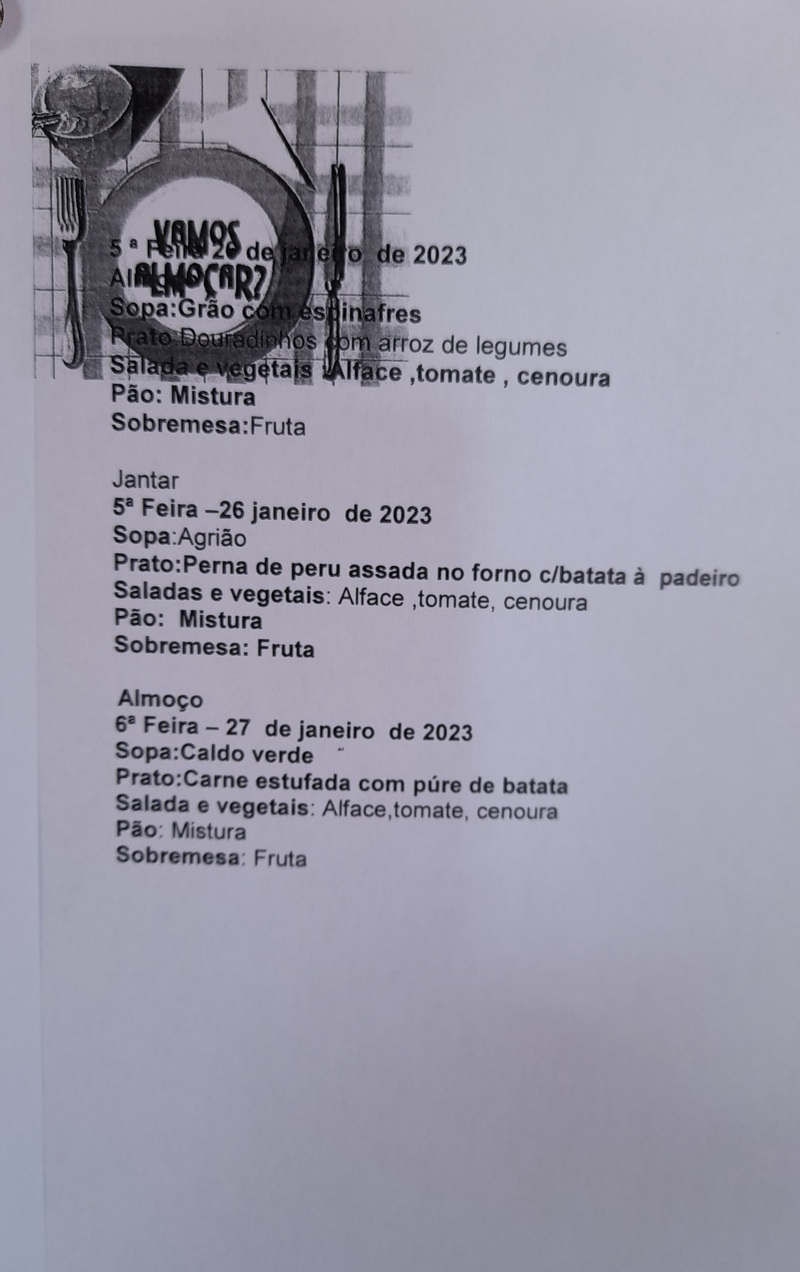 VAMOS
ALMOÇAR?
5 ª Feira 26 de janeiro de 2023
Sopa:Grão com espinafres
Prato:Douradinhos com arroz de legumes
Salada e vegetais :Alface ,tomate , cenoura
Pão: Mistura
Sobremesa:Fruta
Jantar
5ª Feira –26 janeiro de 2023
Sopa:Agrião
Prato:Perna de peru assada no forno c/batata à padeiro
Saladas e vegetais: Alface ,tomate, cenoura
Pão: Mistura
Sobremesa: Fruta
Almoço
6ª Feira – 27 de janeiro de 2023
Sopa:Caldo verde
Prato:Carne estufada com púre de batata
Salada e vegetais: Alface,tomate, cenoura
Pão: Mistura
Sobremesa: Fruta